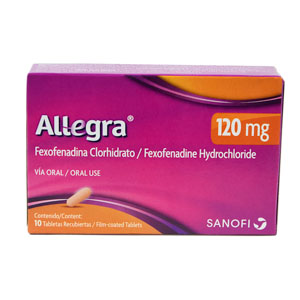 Allegra®
120 mg
Fexofenadina Clorhidrato / Fexofenadine Hydrochloride
VÍA ORAL / ORAL USE
Contenido/Content:
10 Tabletas Recubiertas / Film-coated Tablets
SANOFI